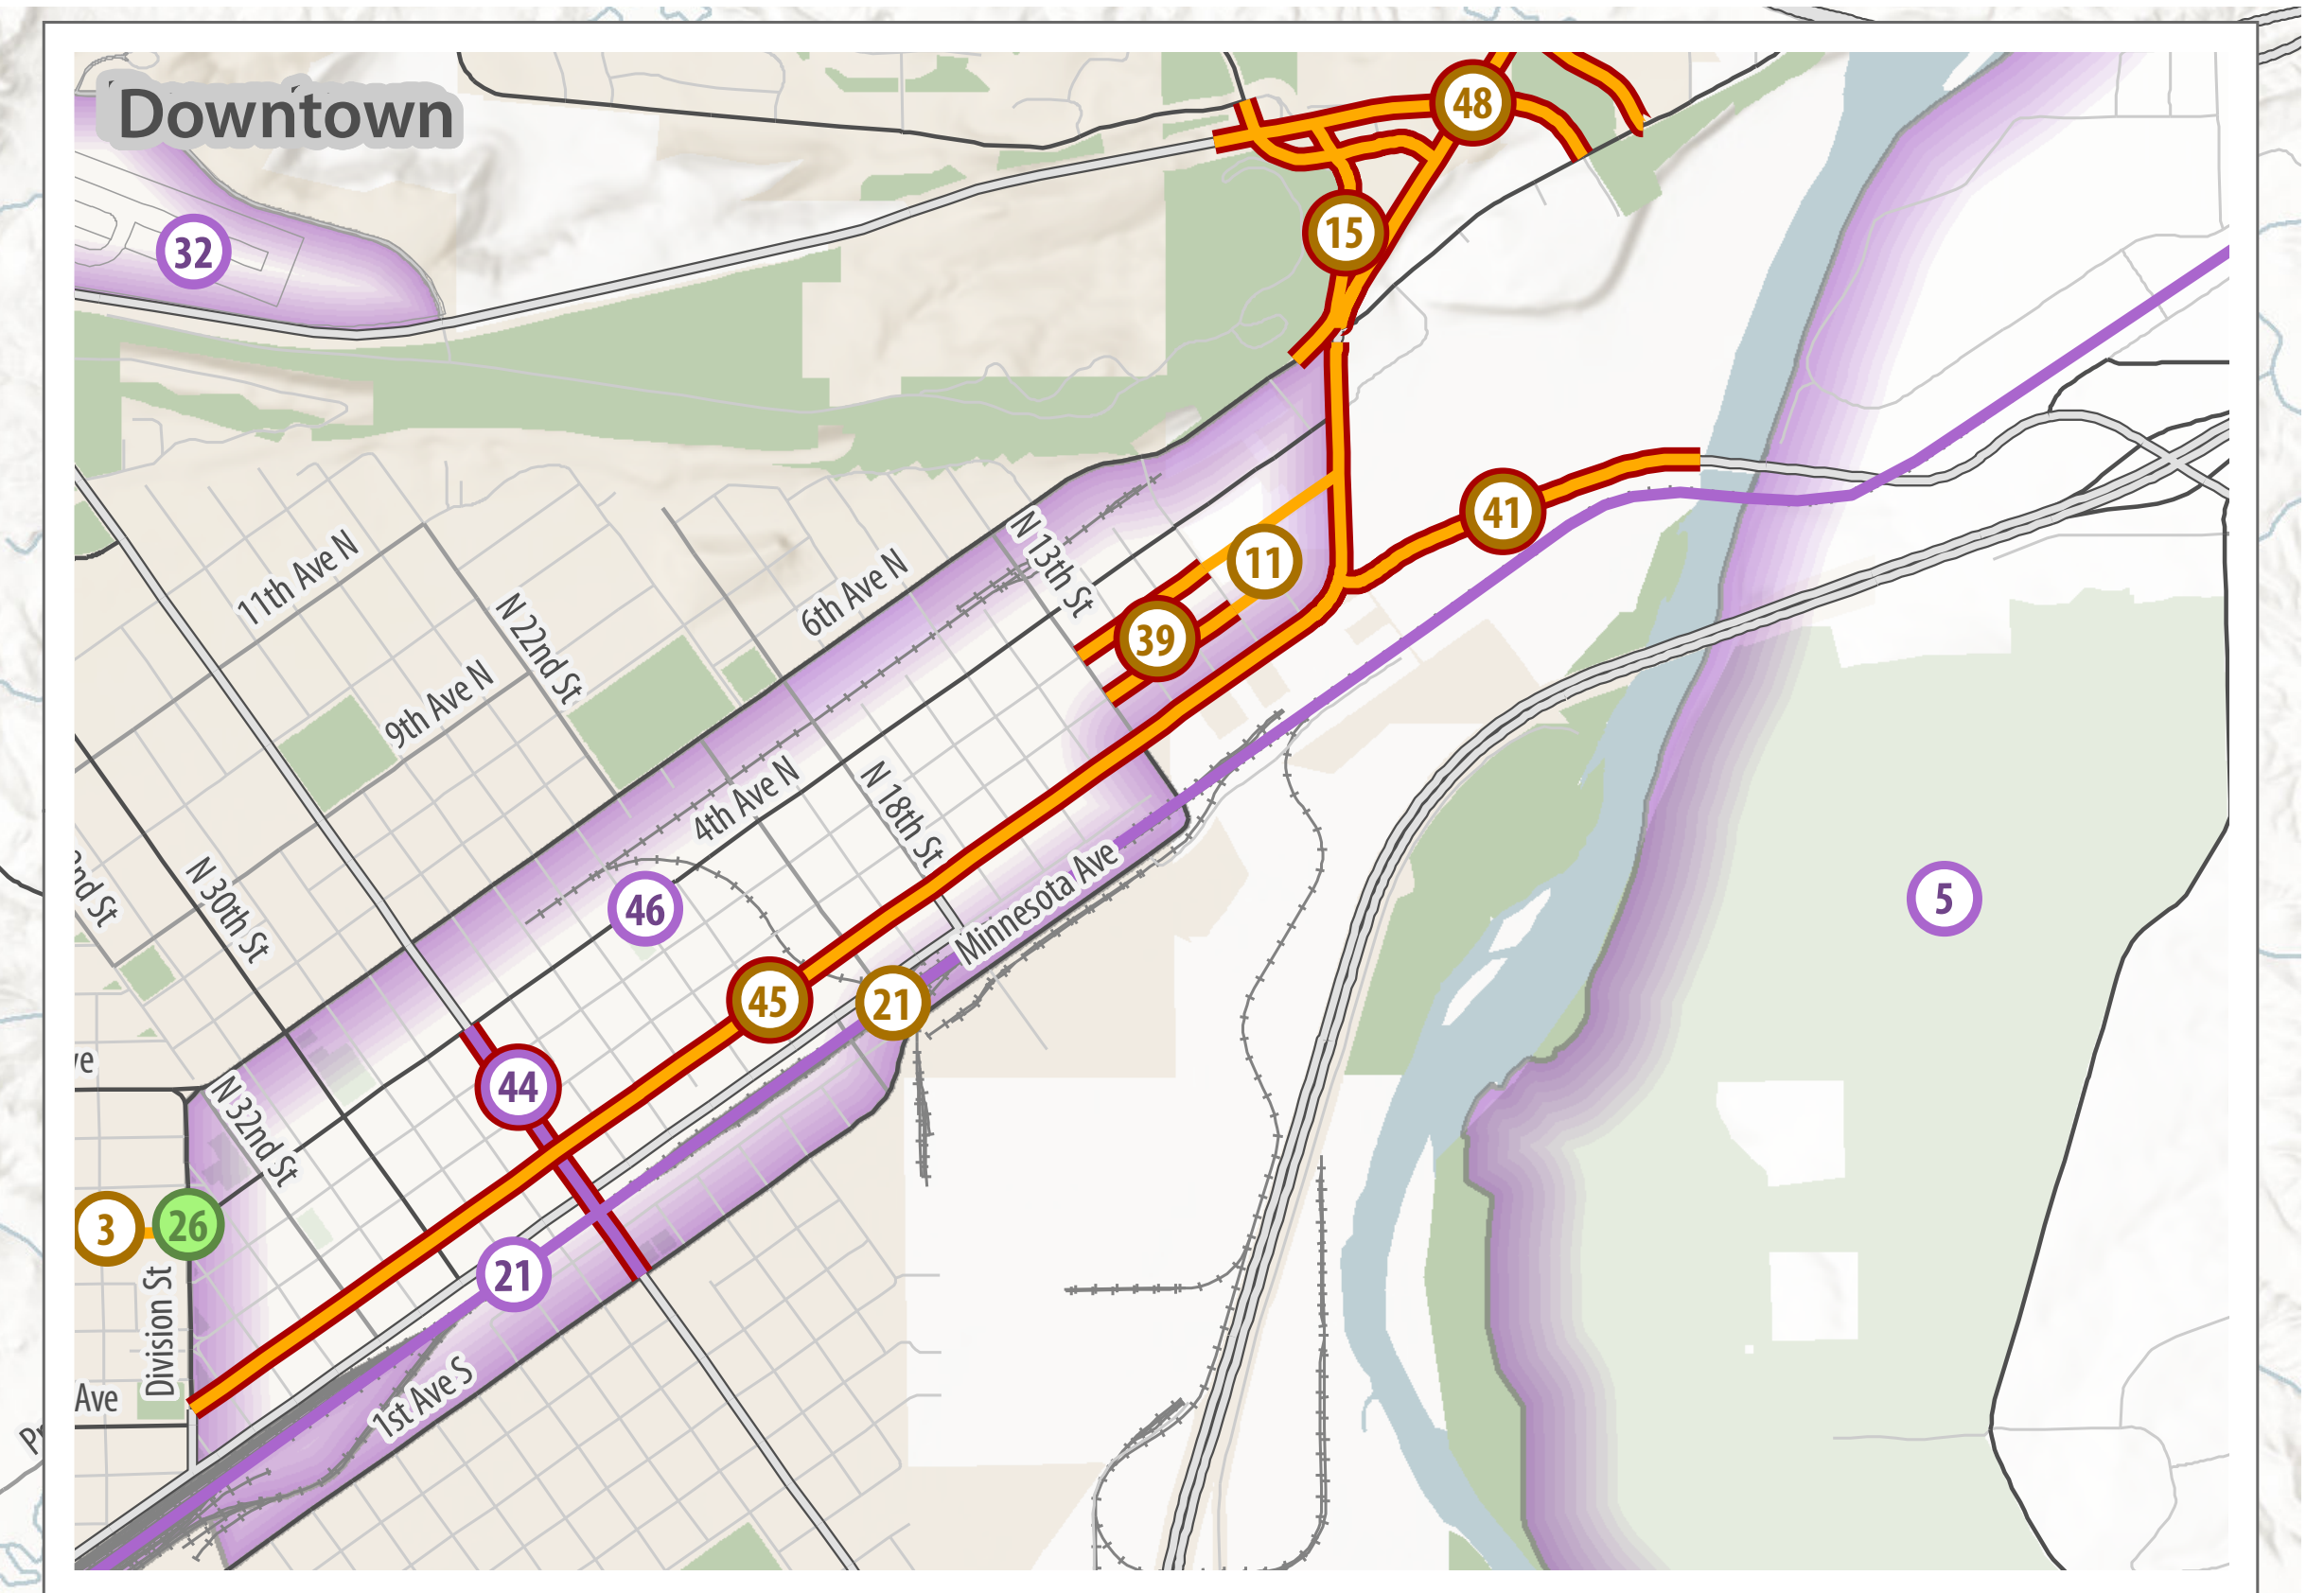 Downtown
48
32
15
41
11th Ave N
N 22nd St
6th Ave N
N 13th St
11
39
9th Ave N
4th Ave N
N 18th St
2nd St
N 30th St
46
Minnesota Ave
5
45
21
ve
44
N 32nd St
3
26
21
Division St
Ave
1st Ave S
Pr